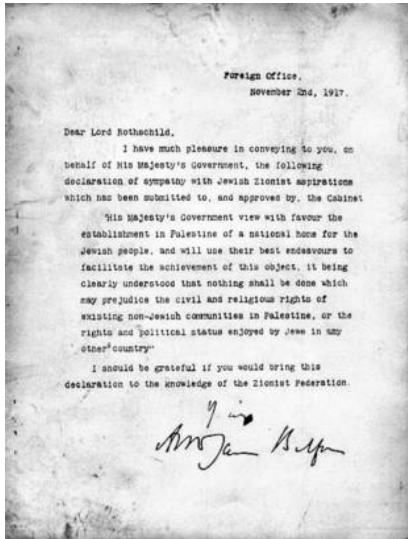 Foreign Office,
November 2nd, 1917.
Dear Lord Rothschild,
I have much pleasure in conveying to you, on
behalf of His Majesty's Government, the following
declaration of sympathy with Jewish Zionist aspirations
which has been submitted to, and approved by, the Cabinet
"His Majesty's Government view with favour the
establishment in Palestine of a national home for the
Jewish people, and will use their best endeavours to
facilitate the achievement of this object, it being
clearly understood that nothing shall be done which
may prejudice the civil and religious rights of
existing non-Jewish communities in Palestine, or the
rights and political status enjoyed by Jews in any
other country"
I should be grateful if you would bring this
declaration to the knowledge of the Zionist Federation.